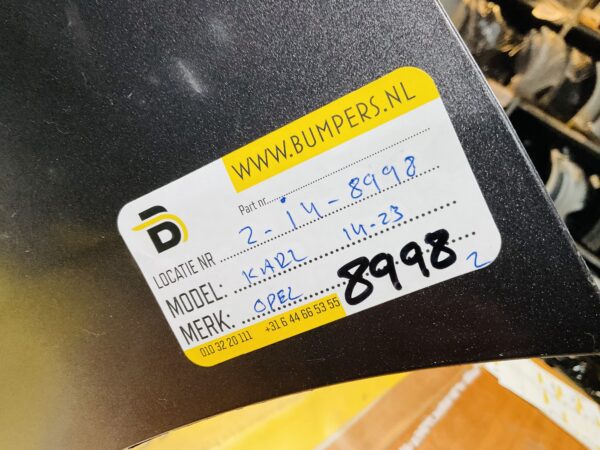 WWW.BUMPERS.NL
Part nr.
LOCATIE NR 2-14-8998
MODEL: KARL 14-23
MERK: OPEL 8998 2
010 32 20 111 +31 6 44 66 53 55